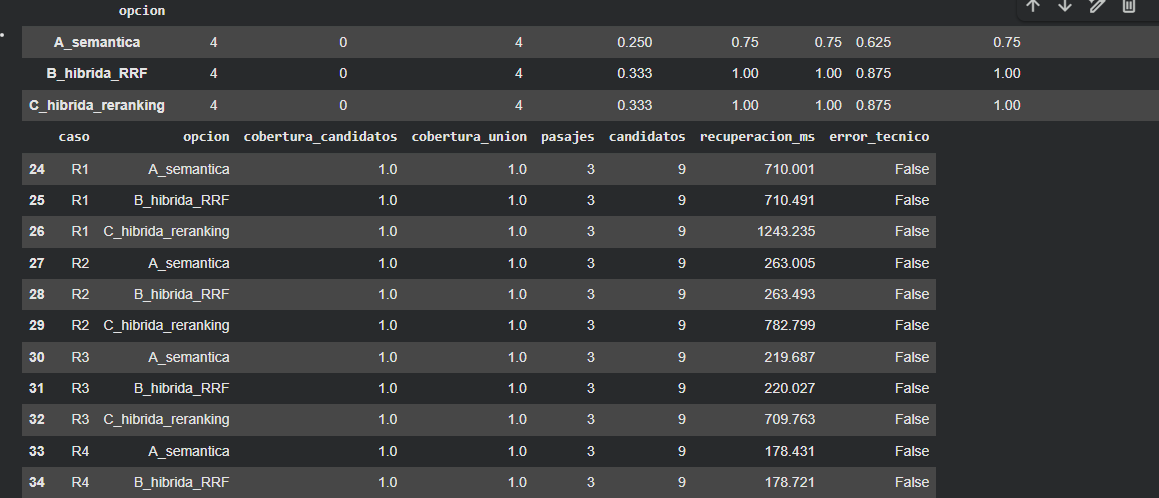 opcion
A_semantica 4 0 4 0.250 0.75 0.75 0.625 0.75
B_hibrida_RRF 4 0 4 0.333 1.00 1.00 0.875 1.00
C_hibrida_reranking 4 0 4 0.333 1.00 1.00 0.875 1.00
caso opcion cobertura_candidatos cobertura_union pasajes candidatos recuperacion_ms error_tecnico
24 R1 A_semantica 1.0 1.0 3 9 710.001 False
25 R1 B_hibrida_RRF 1.0 1.0 3 9 710.491 False
26 R1 C_hibrida_reranking 1.0 1.0 3 9 1243.235 False
27 R2 A_semantica 1.0 1.0 3 9 263.005 False
28 R2 B_hibrida_RRF 1.0 1.0 3 9 263.493 False
29 R2 C_hibrida_reranking 1.0 1.0 3 9 782.799 False
30 R3 A_semantica 1.0 1.0 3 9 219.687 False
31 R3 B_hibrida_RRF 1.0 1.0 3 9 220.027 False
32 R3 C_hibrida_reranking 1.0 1.0 3 9 709.763 False
33 R4 A_semantica 1.0 1.0 3 9 178.431 False
34 R4 B_hibrida_RRF 1.0 1.0 3 9 178.721 False